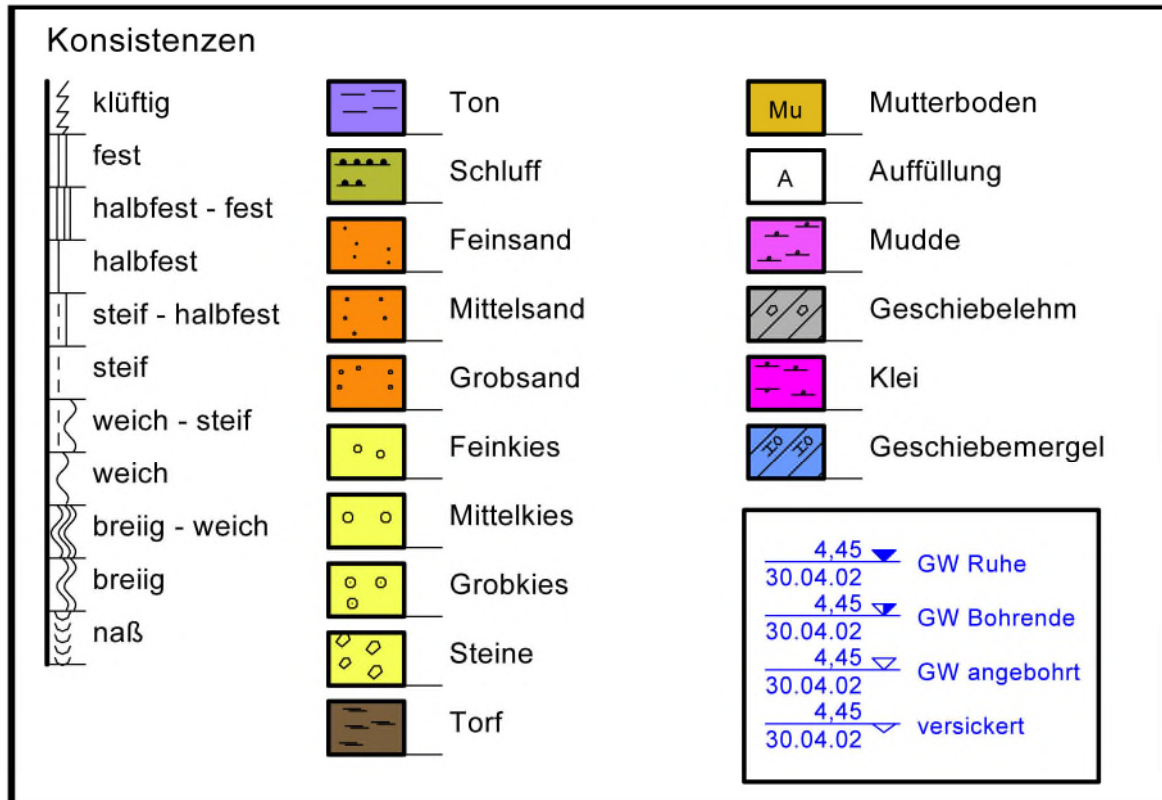 Konsistenzen
klüftig
fest
halbfest - fest
halbfest
steif - halbfest
steif
weich - steif
weich
breiig - weich
breiig
naß
Ton
Schluff
Feinsand
Mittelsand
Grobsand
Feinkies
Mittelkies
Grobkies
Steine
Torf
Mu Mutterboden
A Auffüllung
Mudde
Geschiebelehm
Klei
Geschiebemergel
4,45
30.04.02 GW Ruhe
4,45
30.04.02 GW Bohrende
4,45
30.04.02 GW angebohrt
4,45
30.04.02 versickert